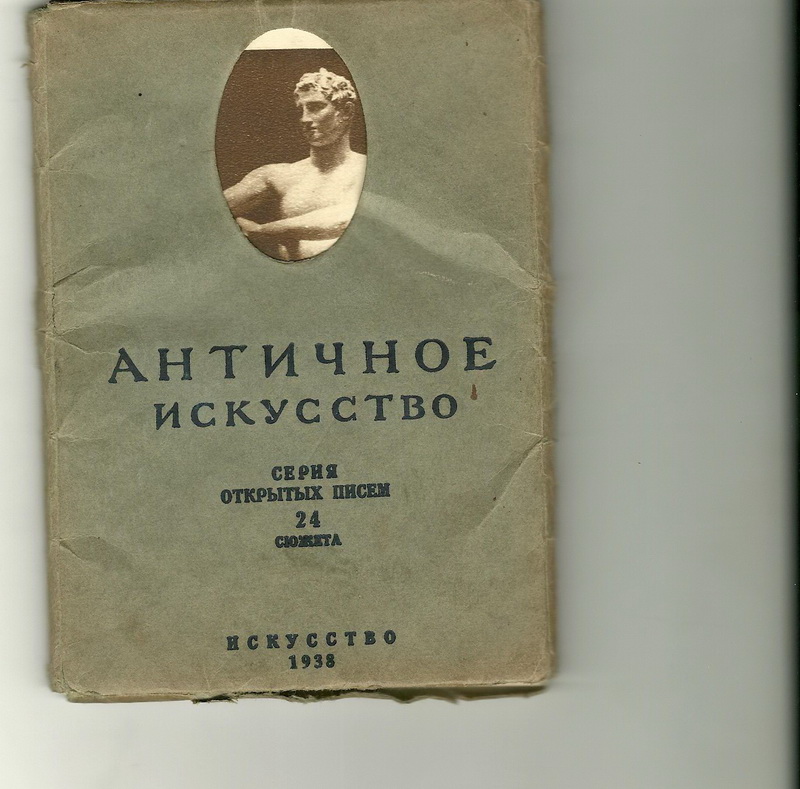 АНТИЧНОЕ
ИСКУССТВО
СЕРИЯ
ОТКРЫТЫХ ПИСЕМ
24
СЮЖЕТА
ИСКУССТВО
1938